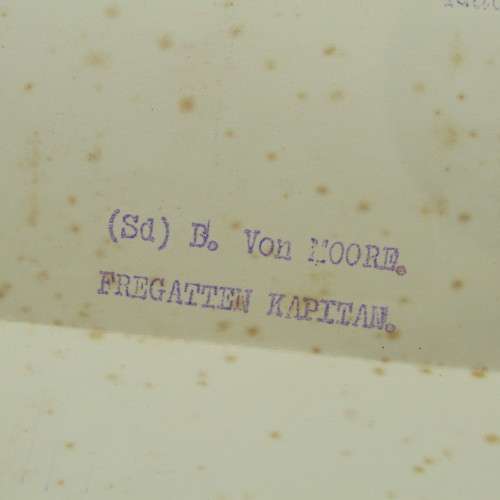 (Sd) B. Von MOORE.
FREGATTEN KAPITAN.